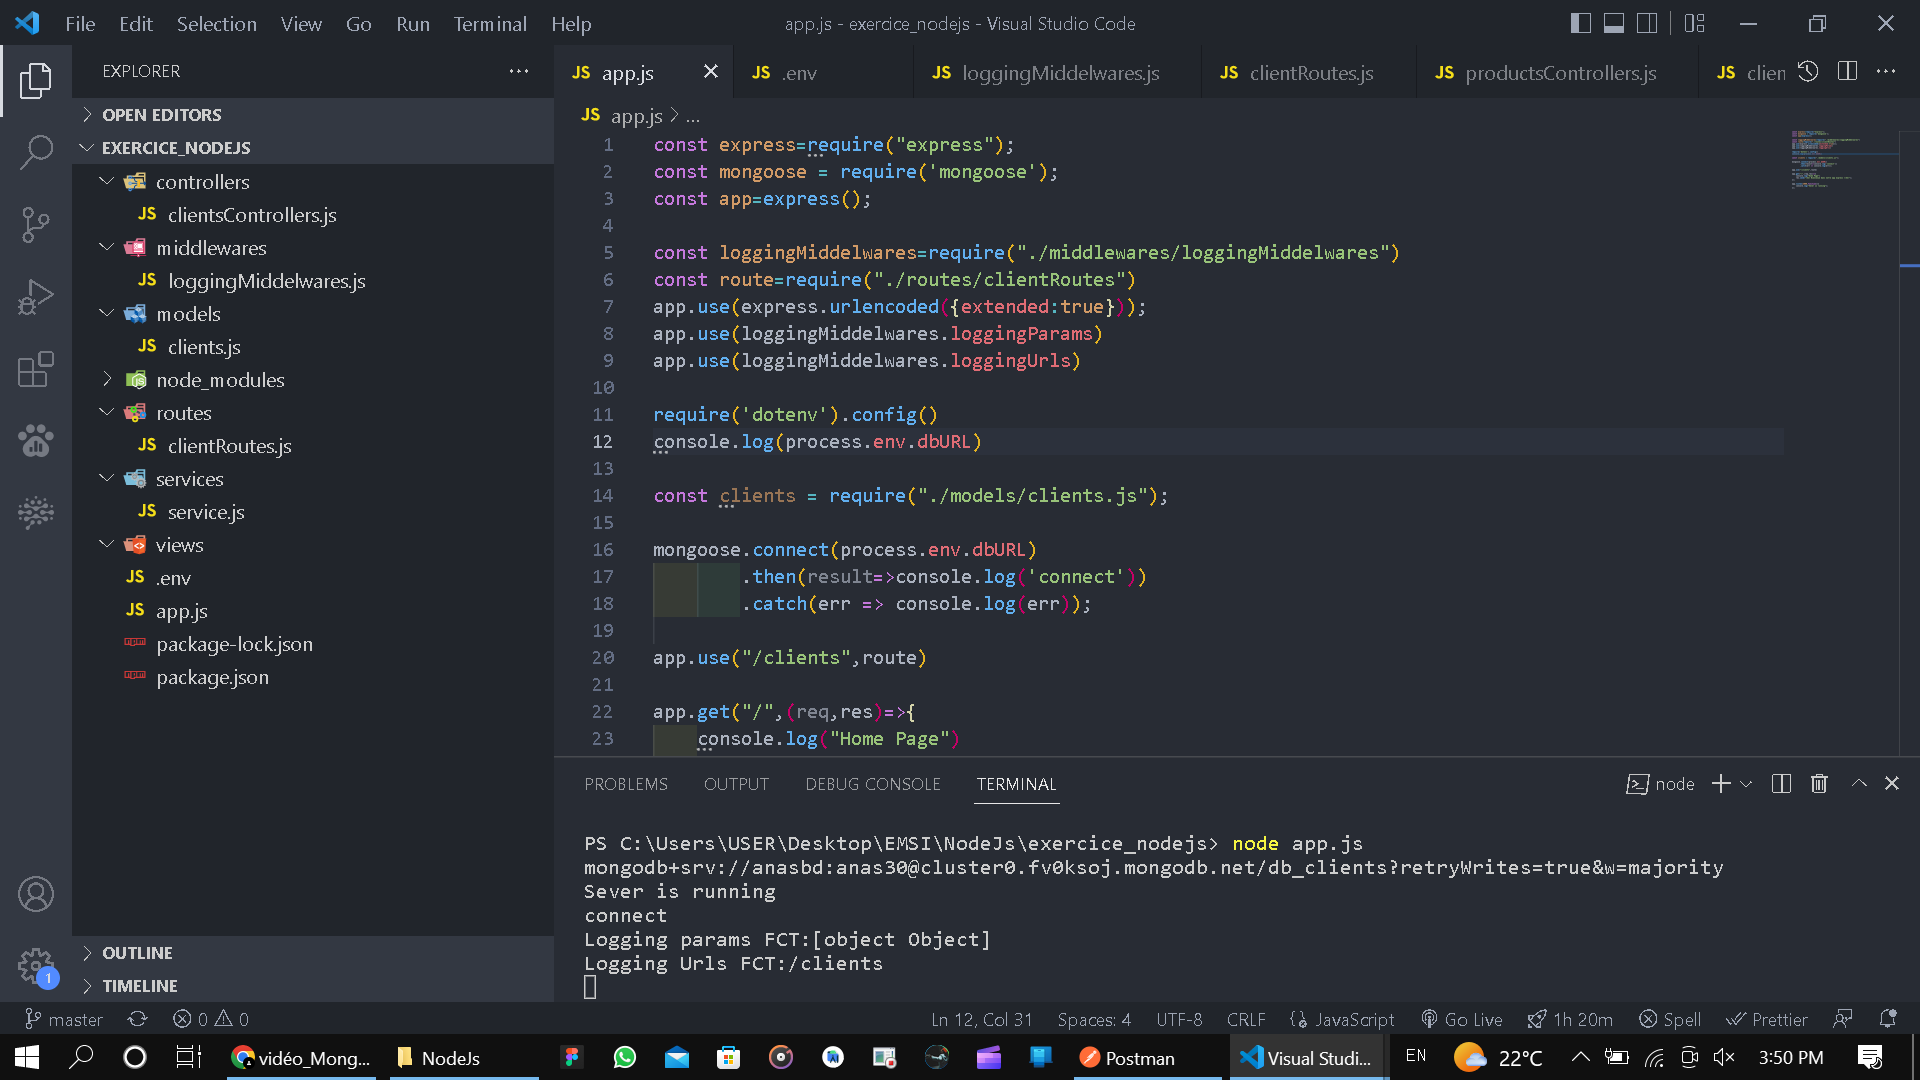 File Edit Selection View Go Run Terminal Help
app.js - exercice_nodejs - Visual Studio Code
EXPLORER
OPEN EDITORS
EXERCICE_NODEJS
controllers
JS clientsControllers.js
middlewares
JS loggingMiddelwares.js
models
JS clients.js
node_modules
routes
JS clientRoutes.js
services
JS service.js
views
JS .env
JS app.js
package-lock.json
package.json
OUTLINE
TIMELINE
JS app.js JS .env JS loggingMiddelwares.js JS clientRoutes.js JS productsControllers.js JS clien
JS app.js > ...
1 const express=require("express");
2 const mongoose = require('mongoose');
3 const app=express();
4
5 const loggingMiddelwares=require("./middlewares/loggingMiddelwares")
6 const route=require("./routes/clientRoutes")
7 app.use(express.urlencoded({extended:true}));
8 app.use(loggingMiddelwares.loggingParams)
9 app.use(loggingMiddelwares.loggingUrls)
10
11 require('dotenv').config()
12 console.log(process.env.dbURL)
13
14 const clients = require("./models/clients.js");
15
16 mongoose.connect(process.env.dbURL)
17 .then(result=>console.log('connect'))
18 .catch(err => console.log(err));
19
20 app.use("/clients",route)
21
22 app.get("/",(req,res)=>{
23 console.log("Home Page")
PROBLEMS OUTPUT DEBUG CONSOLE TERMINAL
node
PS C:\Users\USER\Desktop\EMSI\NodeJs\exercice_nodejs> node app.js
mongodb+srv://anasbd:anas30@cluster0.fv0ksoj.mongodb.net/db_clients?retryWrites=true&w=majority
Sever is running
connect
Logging params FCT:[object Object]
Logging Urls FCT:/clients
1
master 0 0 Ln 12, Col 31 Spaces: 4 UTF-8 CRLF JavaScript Go Live 1h 20m Spell Prettier
vidéo_Mong... NodeJs Postman Visual Studi... EN 22°C 3:50 PM